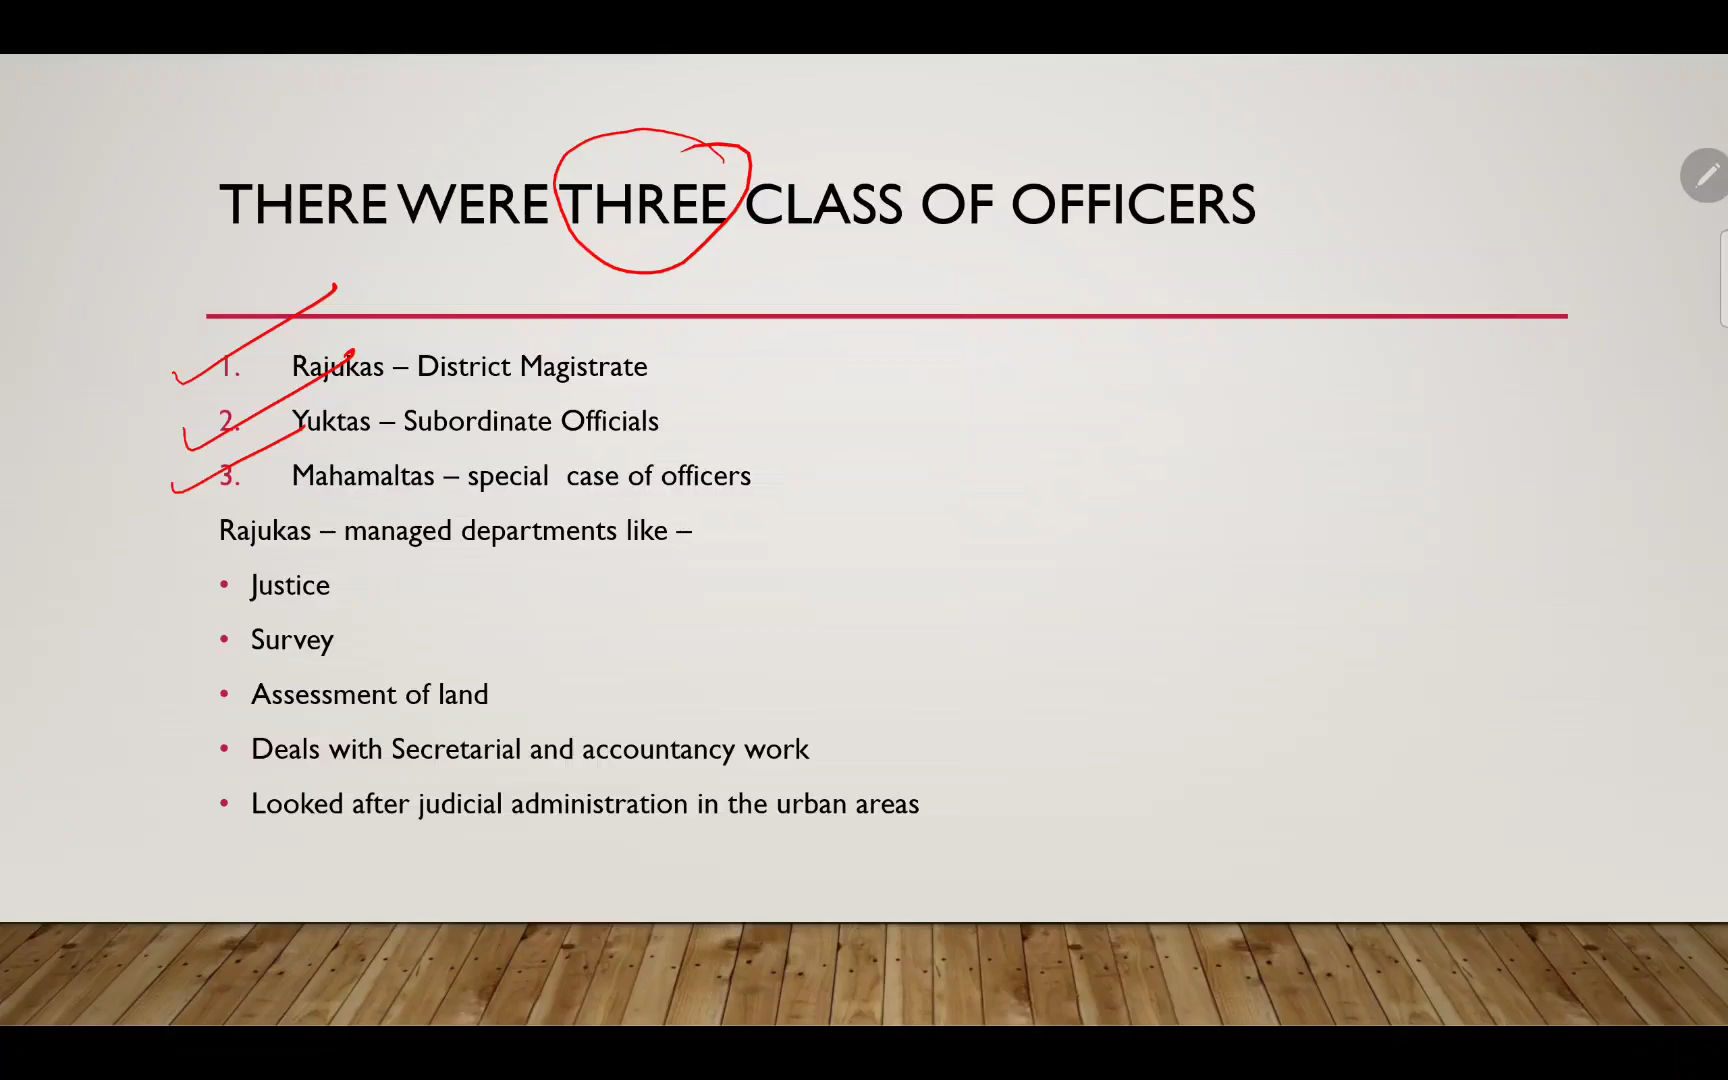 THERE WERE THREE CLASS OF OFFICERS
1. Rajukas – District Magistrate
2. Yuktas – Subordinate Officials
3. Mahamaltas – special  case of officers
Rajukas – managed departments like –
• Justice
• Survey
• Assessment of land
• Deals with Secretarial and accountancy work
• Looked after judicial administration in the urban areas